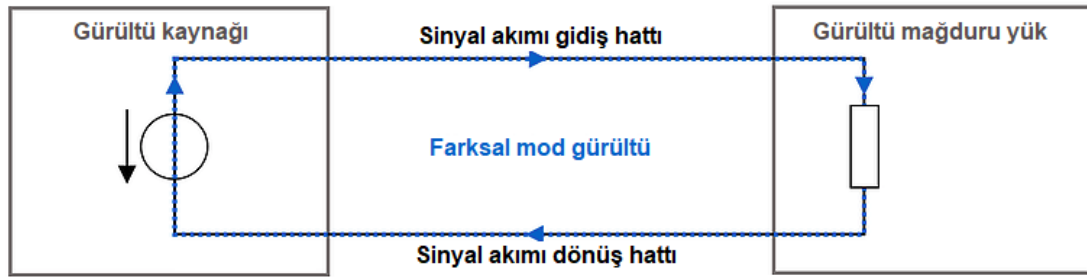 Gürültü kaynağı
Sinyal akımı gidiş hattı
Gürültü mağduru yük
Farksal mod gürültü
Sinyal akımı dönüş hattı